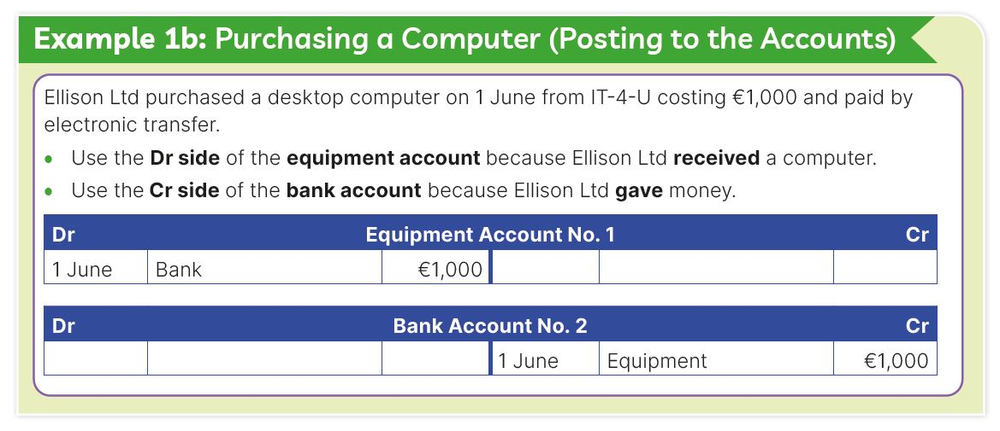 Example 1b: Purchasing a Computer (Posting to the Accounts)
Ellison Ltd purchased a desktop computer on 1 June from IT-4-U costing €1,000 and paid by
electronic transfer.
• Use the Dr side of the equipment account because Ellison Ltd received a computer.
• Use the Cr side of the bank account because Ellison Ltd gave money.
Dr Equipment Account No. 1 Cr
1 June Bank €1,000
Dr Bank Account No. 2 Cr
1 June Equipment €1,000